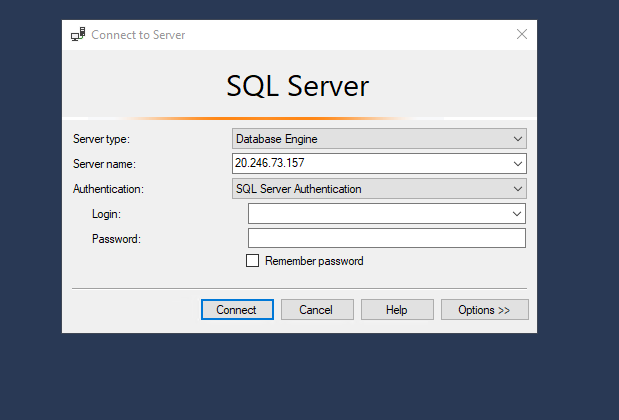 Connect to Server
SQL Server
Server type: Database Engine
Server name: 20.246.73.157
Authentication: SQL Server Authentication
Login:
Password:
Remember password
Connect Cancel Help Options >>